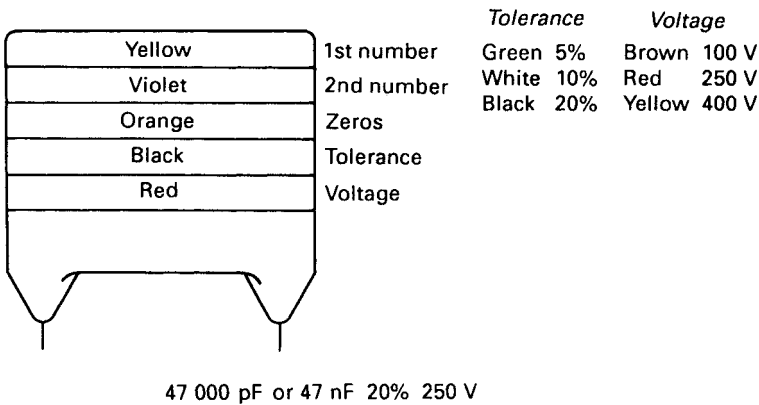 Yellow 1st number
Violet 2nd number
Orange Zeros
Black Tolerance
Red Voltage
Tolerance Voltage
Green 5% Brown 100 V
White 10% Red 250 V
Black 20% Yellow 400 V
47 000 pF or 47 nF 20% 250 V